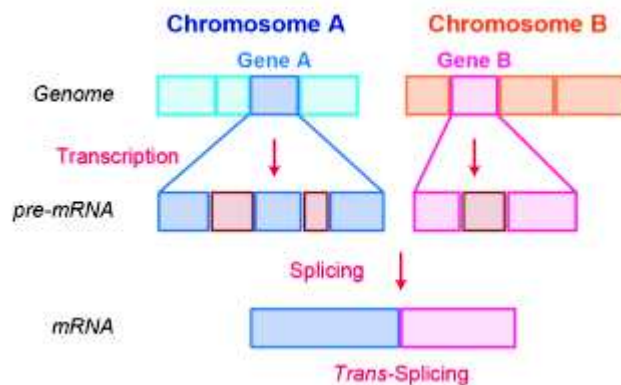 Chromosome A Chromosome B
Gene A Gene B
Genome
Transcription
pre-mRNA
Splicing
mRNA
Trans-Splicing